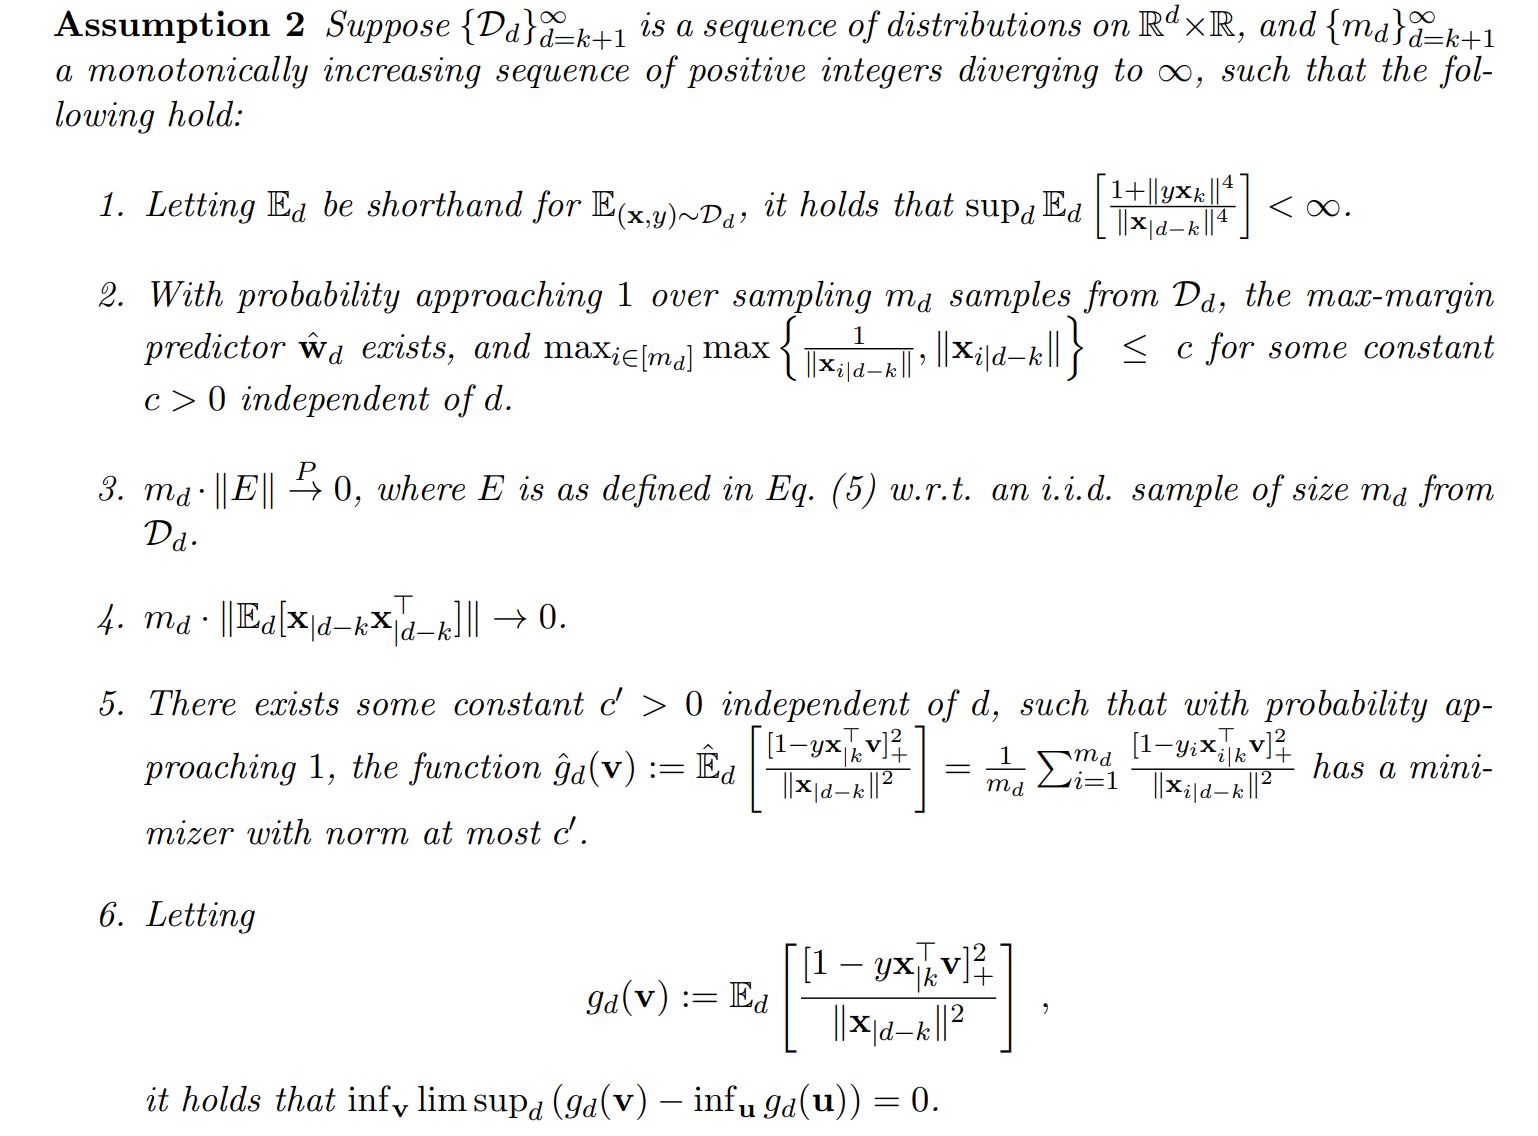 Assumption 2 Suppose $\{\mathcal{D}_d\}_{d=k+1}^{\infty}$ is a sequence of distributions on $\mathbb{R}^d \times \mathbb{R}$, and $\{m_d\}_{d=k+1}^{\infty}$
a monotonically increasing sequence of positive integers diverging to $\infty$, such that the fol-
lowing hold:
1. Letting $\mathbb{E}_d$ be shorthand for $\mathbb{E}_{(\mathbf{x},y)\sim\mathcal{D}_d}$, it holds that $\sup_d \mathbb{E}_d \left[\frac{1+\|y\mathbf{x}_k\|^4}{\|\mathbf{x}_{|d-k}\|^4}\right] < \infty$.
2. With probability approaching 1 over sampling $m_d$ samples from $\mathcal{D}_d$, the max-margin
predictor $\hat{\mathbf{w}}_d$ exists, and $\max_{i\in[m_d]} \max \left\{\frac{1}{\|\mathbf{x}_{i|d-k}\|}, \|\mathbf{x}_{i|d-k}\|\right\} \leq c$ for some constant
$c > 0$ independent of $d$.
3. $m_d \cdot \|E\| \xrightarrow{P} 0$, where $E$ is as defined in Eq. (5) w.r.t. an i.i.d. sample of size $m_d$ from
$\mathcal{D}_d$.
4. $m_d \cdot \|\mathbb{E}_d[\mathbf{x}_{|d-k}\mathbf{x}_{|d-k}^\top]\| \to 0$.
5. There exists some constant $c' > 0$ independent of $d$, such that with probability ap-
proaching 1, the function $\hat{g}_d(\mathbf{v}) := \hat{\mathbb{E}}_d \left[\frac{[1-y\mathbf{x}_{|k}^\top\mathbf{v}]_+^2}{\|\mathbf{x}_{|d-k}\|^2}\right] = \frac{1}{m_d} \sum_{i=1}^{m_d} \frac{[1-y_i\mathbf{x}_{i|k}^\top\mathbf{v}]_+^2}{\|\mathbf{x}_{i|d-k}\|^2}$ has a mini-
mizer with norm at most $c'$.
6. Letting
$g_d(\mathbf{v}) := \mathbb{E}_d \left[\frac{[1 - y\mathbf{x}_{|k}^\top\mathbf{v}]_+^2}{\|\mathbf{x}_{|d-k}\|^2}\right]$ ,
it holds that $\inf_{\mathbf{v}} \limsup_d (g_d(\mathbf{v}) - \inf_{\mathbf{u}} g_d(\mathbf{u})) = 0$.